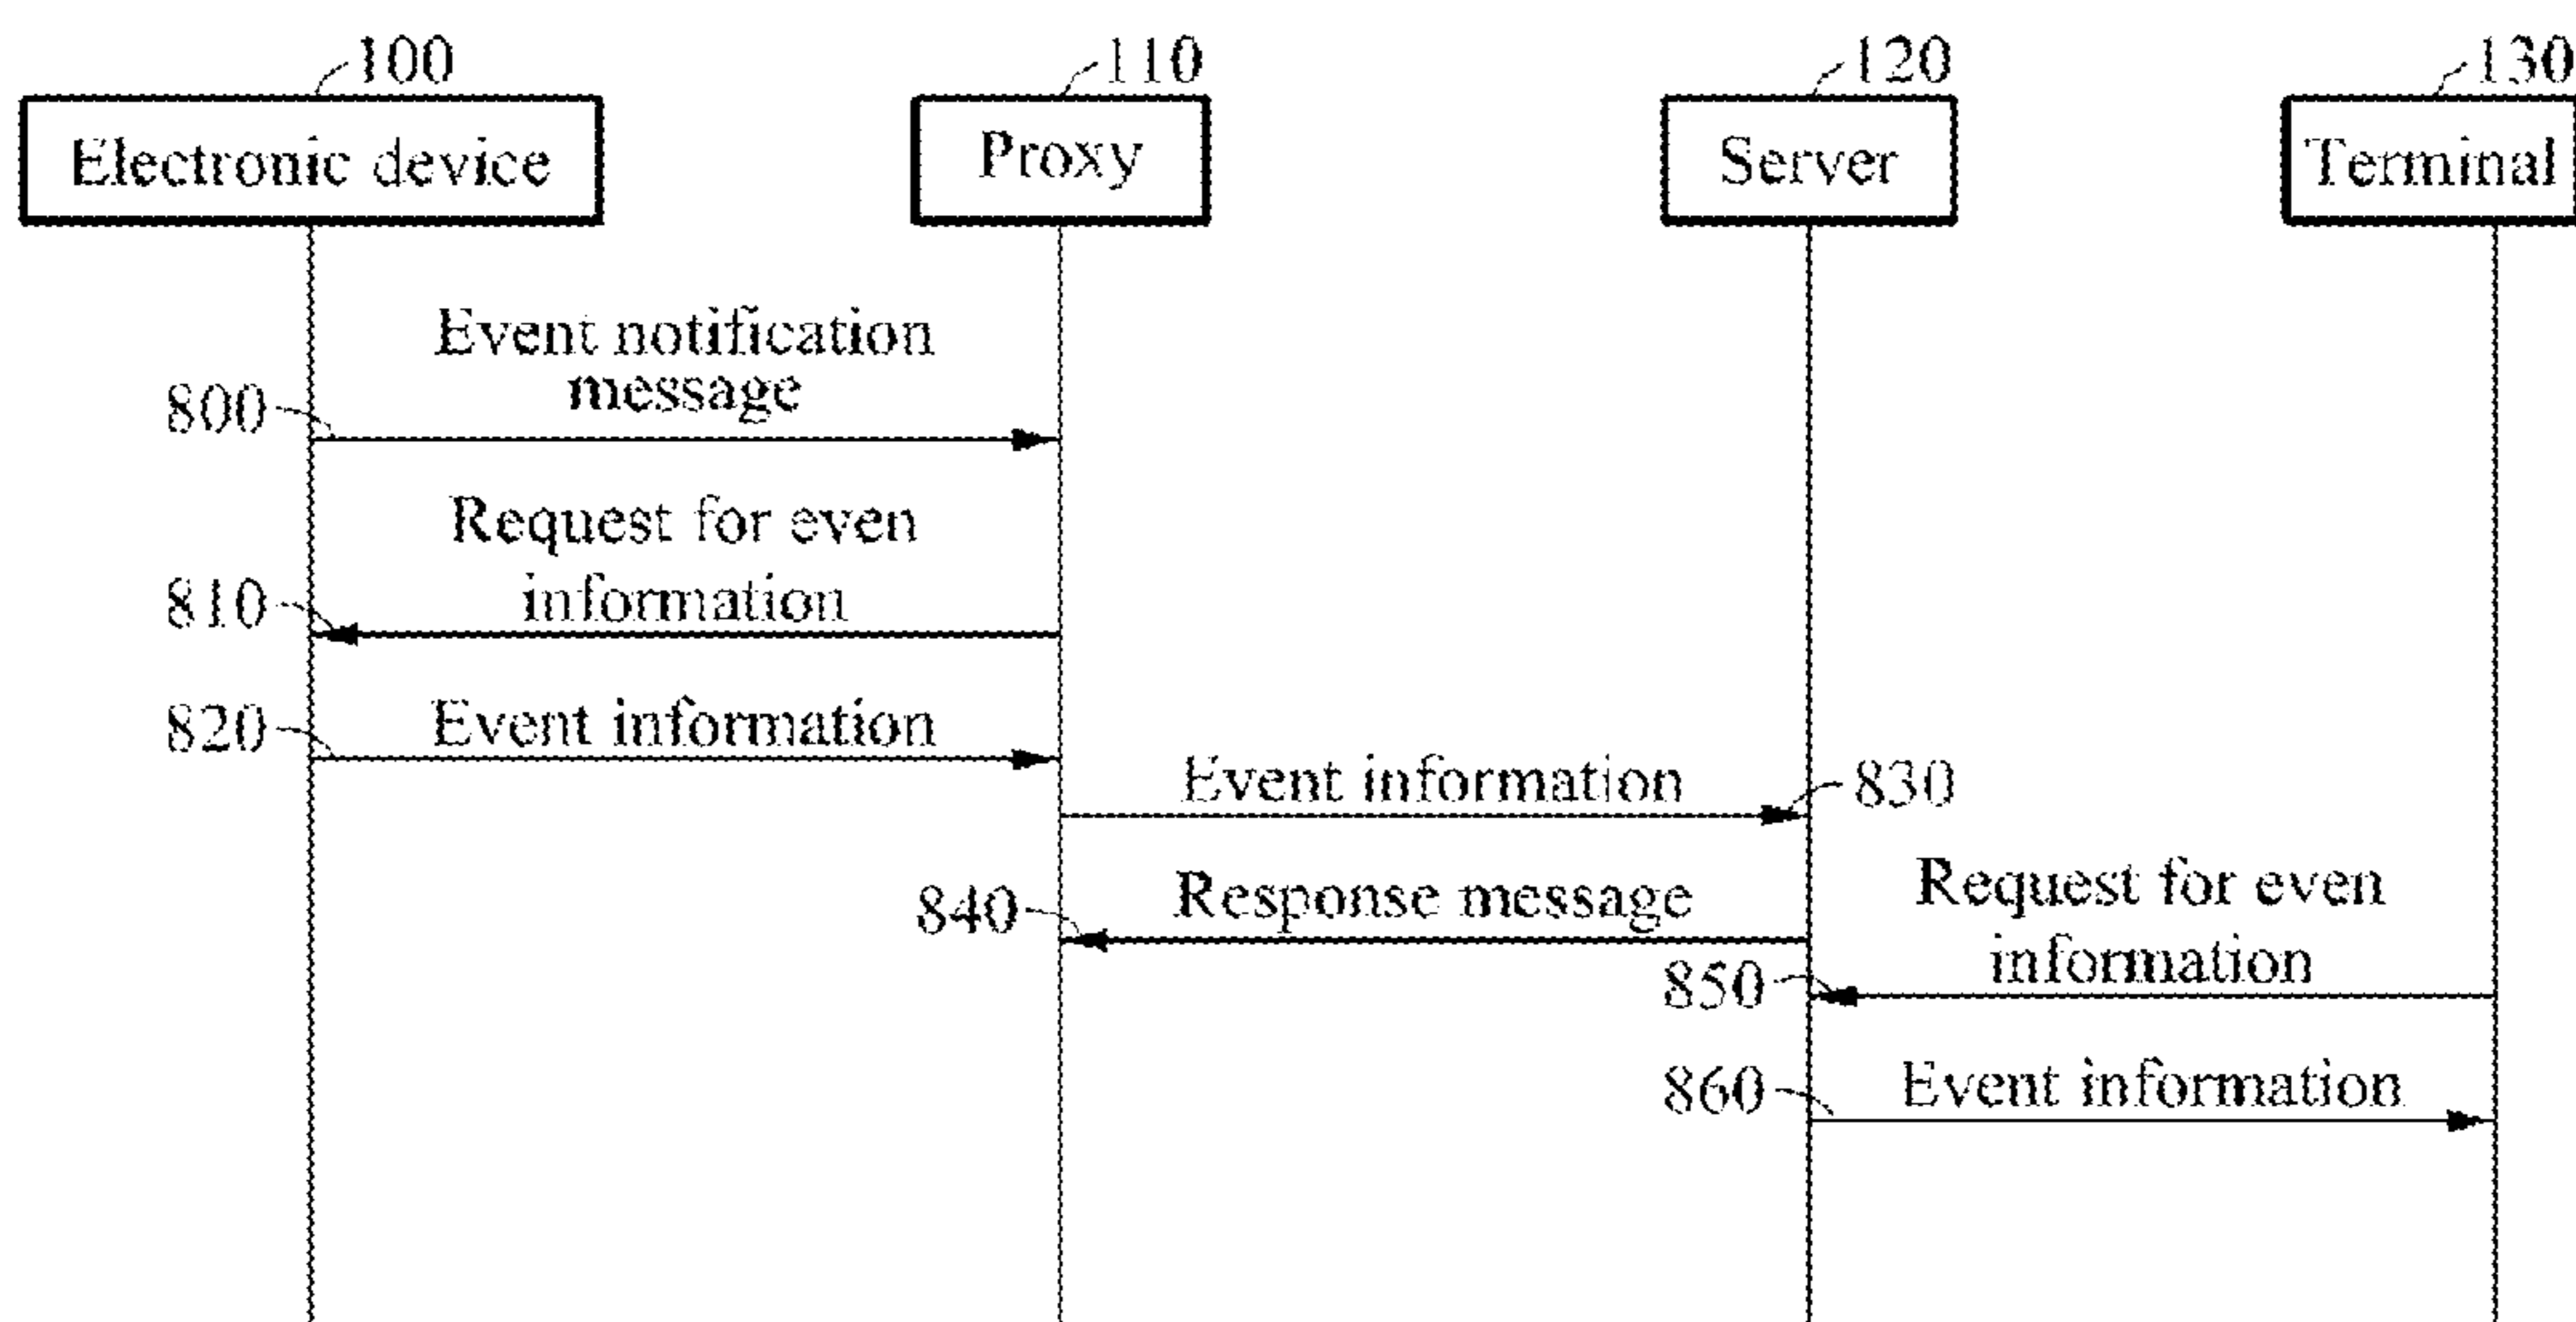 100
110
120
130
Electronic device
Proxy
Server
Terminal
Event notification
message
800
Request for even
information
810
820
Event information
Event information
830
840
Response message
Request for even
information
850
860
Event information